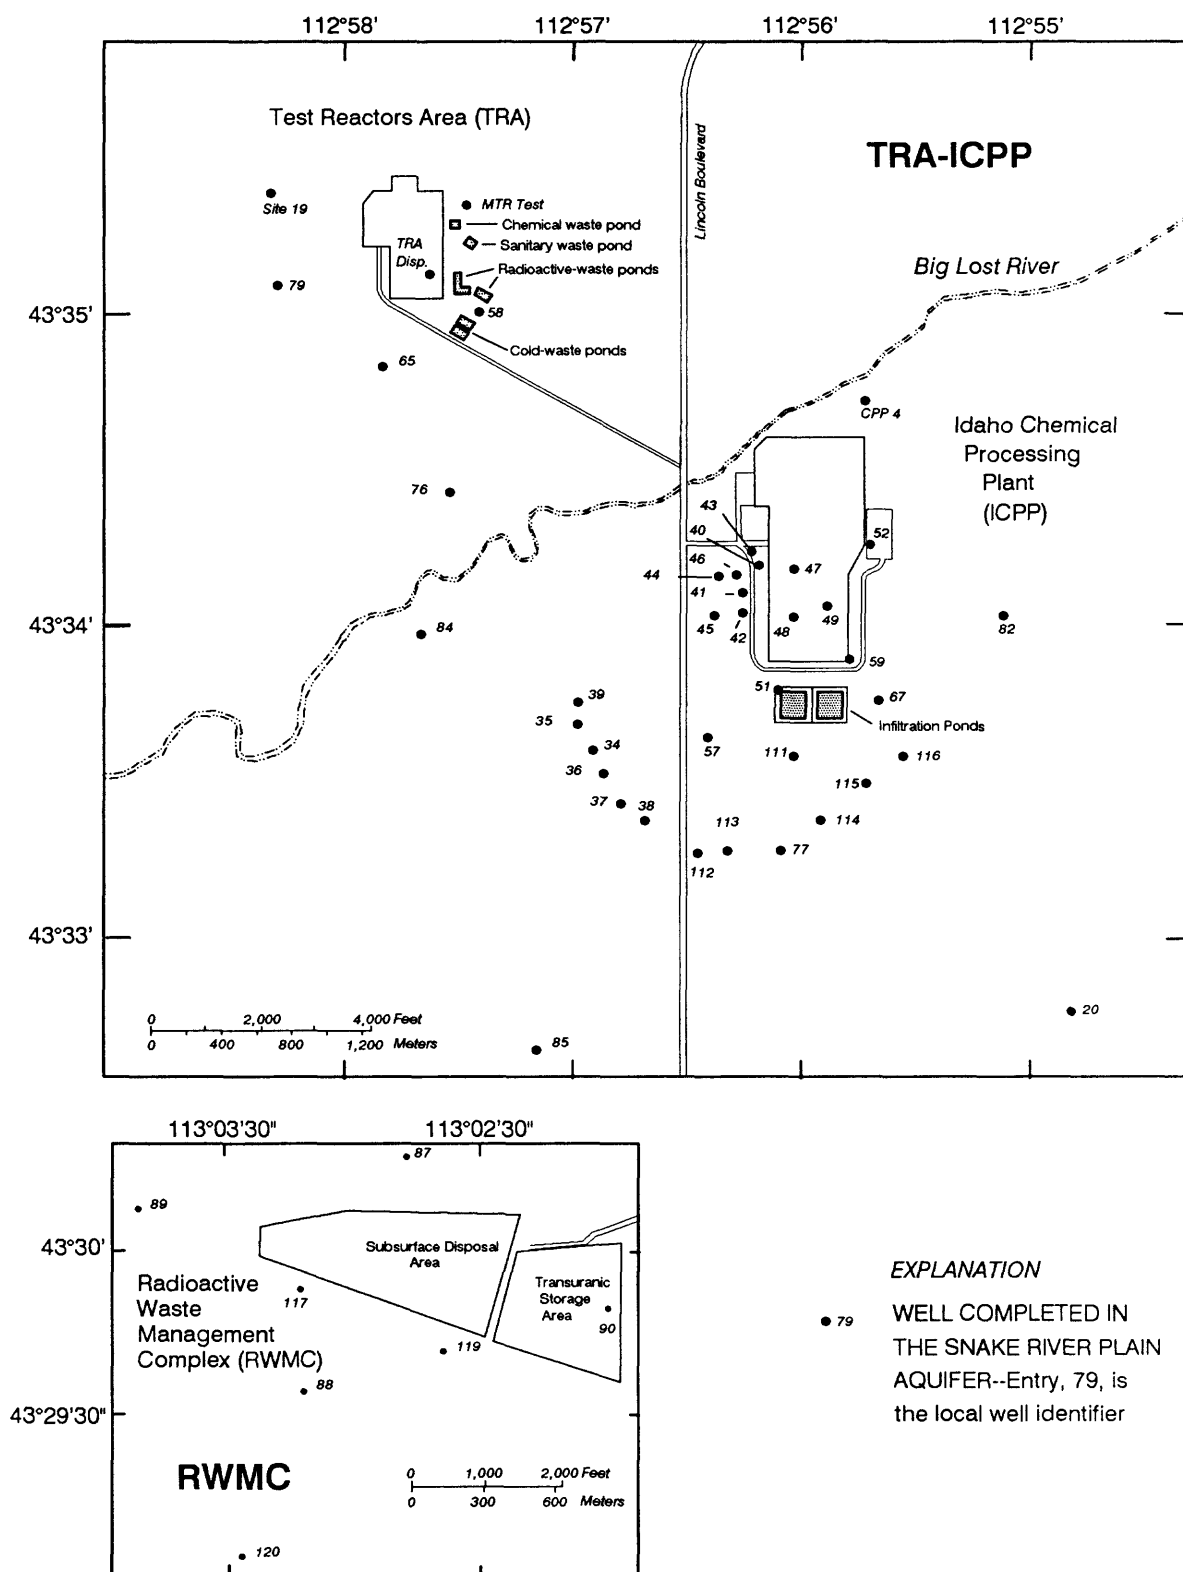 112°58' 112°57' 112°56' 112°55'
Test Reactors Area (TRA)
TRA-ICPP
Lincoln Boulevard
Site 19
MTR Test
Chemical waste pond
Sanitary waste pond
TRA
Disp.
Radioactive-waste ponds
Big Lost River
79
58
43°35'
Cold-waste ponds
65
CPP 4
Idaho Chemical
Processing
Plant
(ICPP)
76
43
40
52
46
47
44
41
49
43°34'
84
45
42
48
82
59
51
39
67
35
Infiltration Ponds
34
57
111
116
36
115
37
38
113
114
77
112
43°33'
0 2,000 4,000 Feet
0 400 800 1,200 Meters
20
85
113°03'30" 113°02'30"
87
89
43°30'
Subsurface Disposal
Area
Radioactive
Waste
Management
Complex (RWMC)
117
Transuranic
Storage
Area
90
119
88
43°29'30"
RWMC
0 1,000 2,000 Feet
0 300 600 Meters
120
EXPLANATION
79
WELL COMPLETED IN
THE SNAKE RIVER PLAIN
AQUIFER--Entry, 79, is
the local well identifier